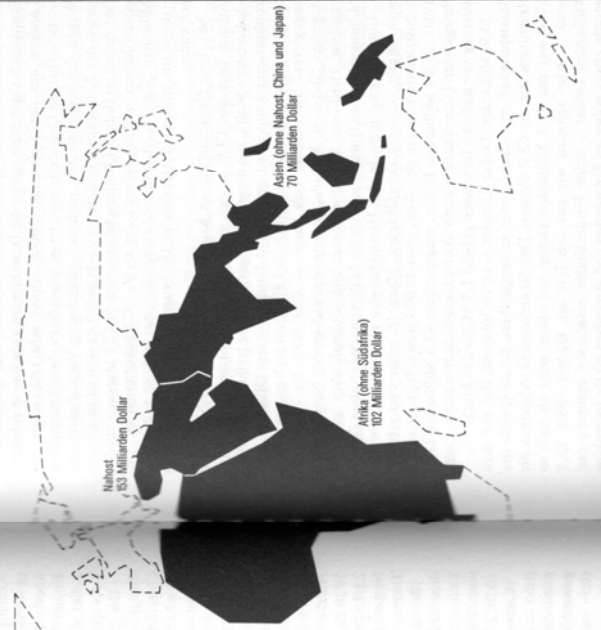 Asien (ohne Nahost, China und Japan)
70 Milliarden Dollar
Afrika (ohne Südafrika)
102 Milliarden Dollar
Nahost
153 Milliarden Dollar